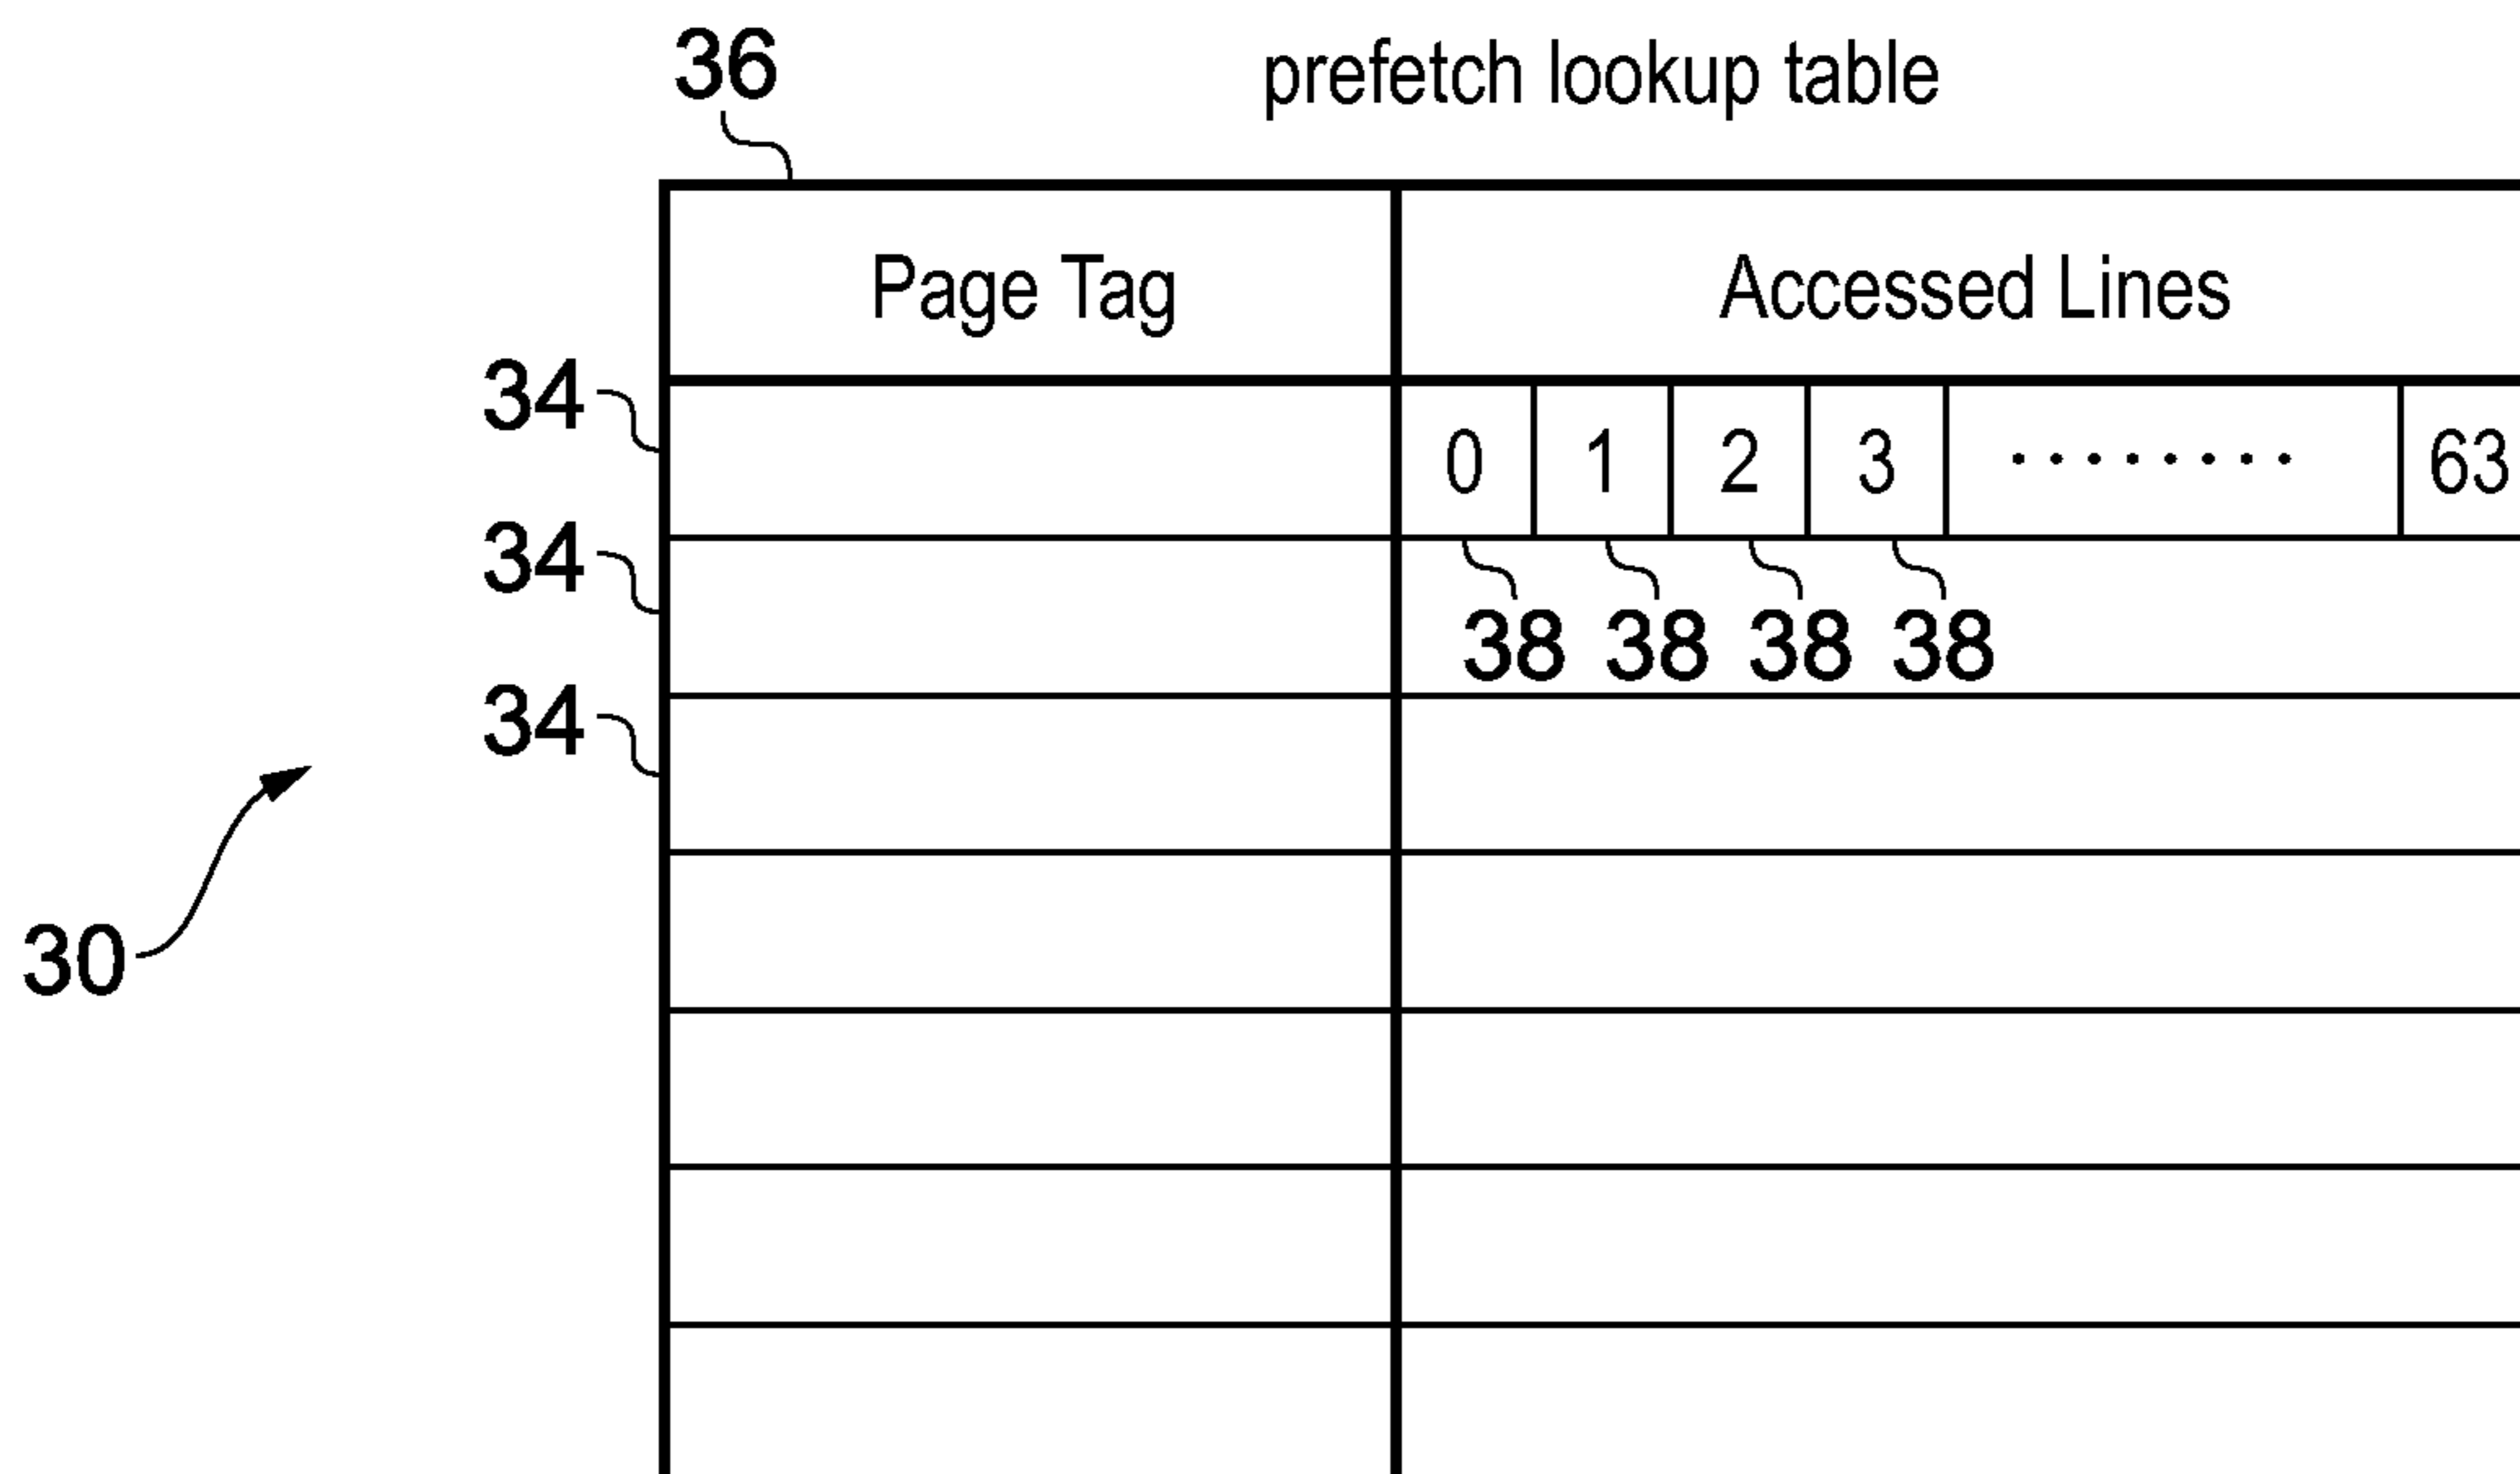 36 prefetch lookup table
Page Tag Accessed Lines
34 0 1 2 3 ........ 63
34 38 38 38 38
34
30